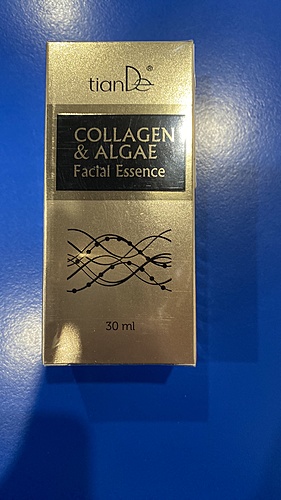 tianDe®
COLLAGEN
& ALGAE
Facial Essence
30 ml